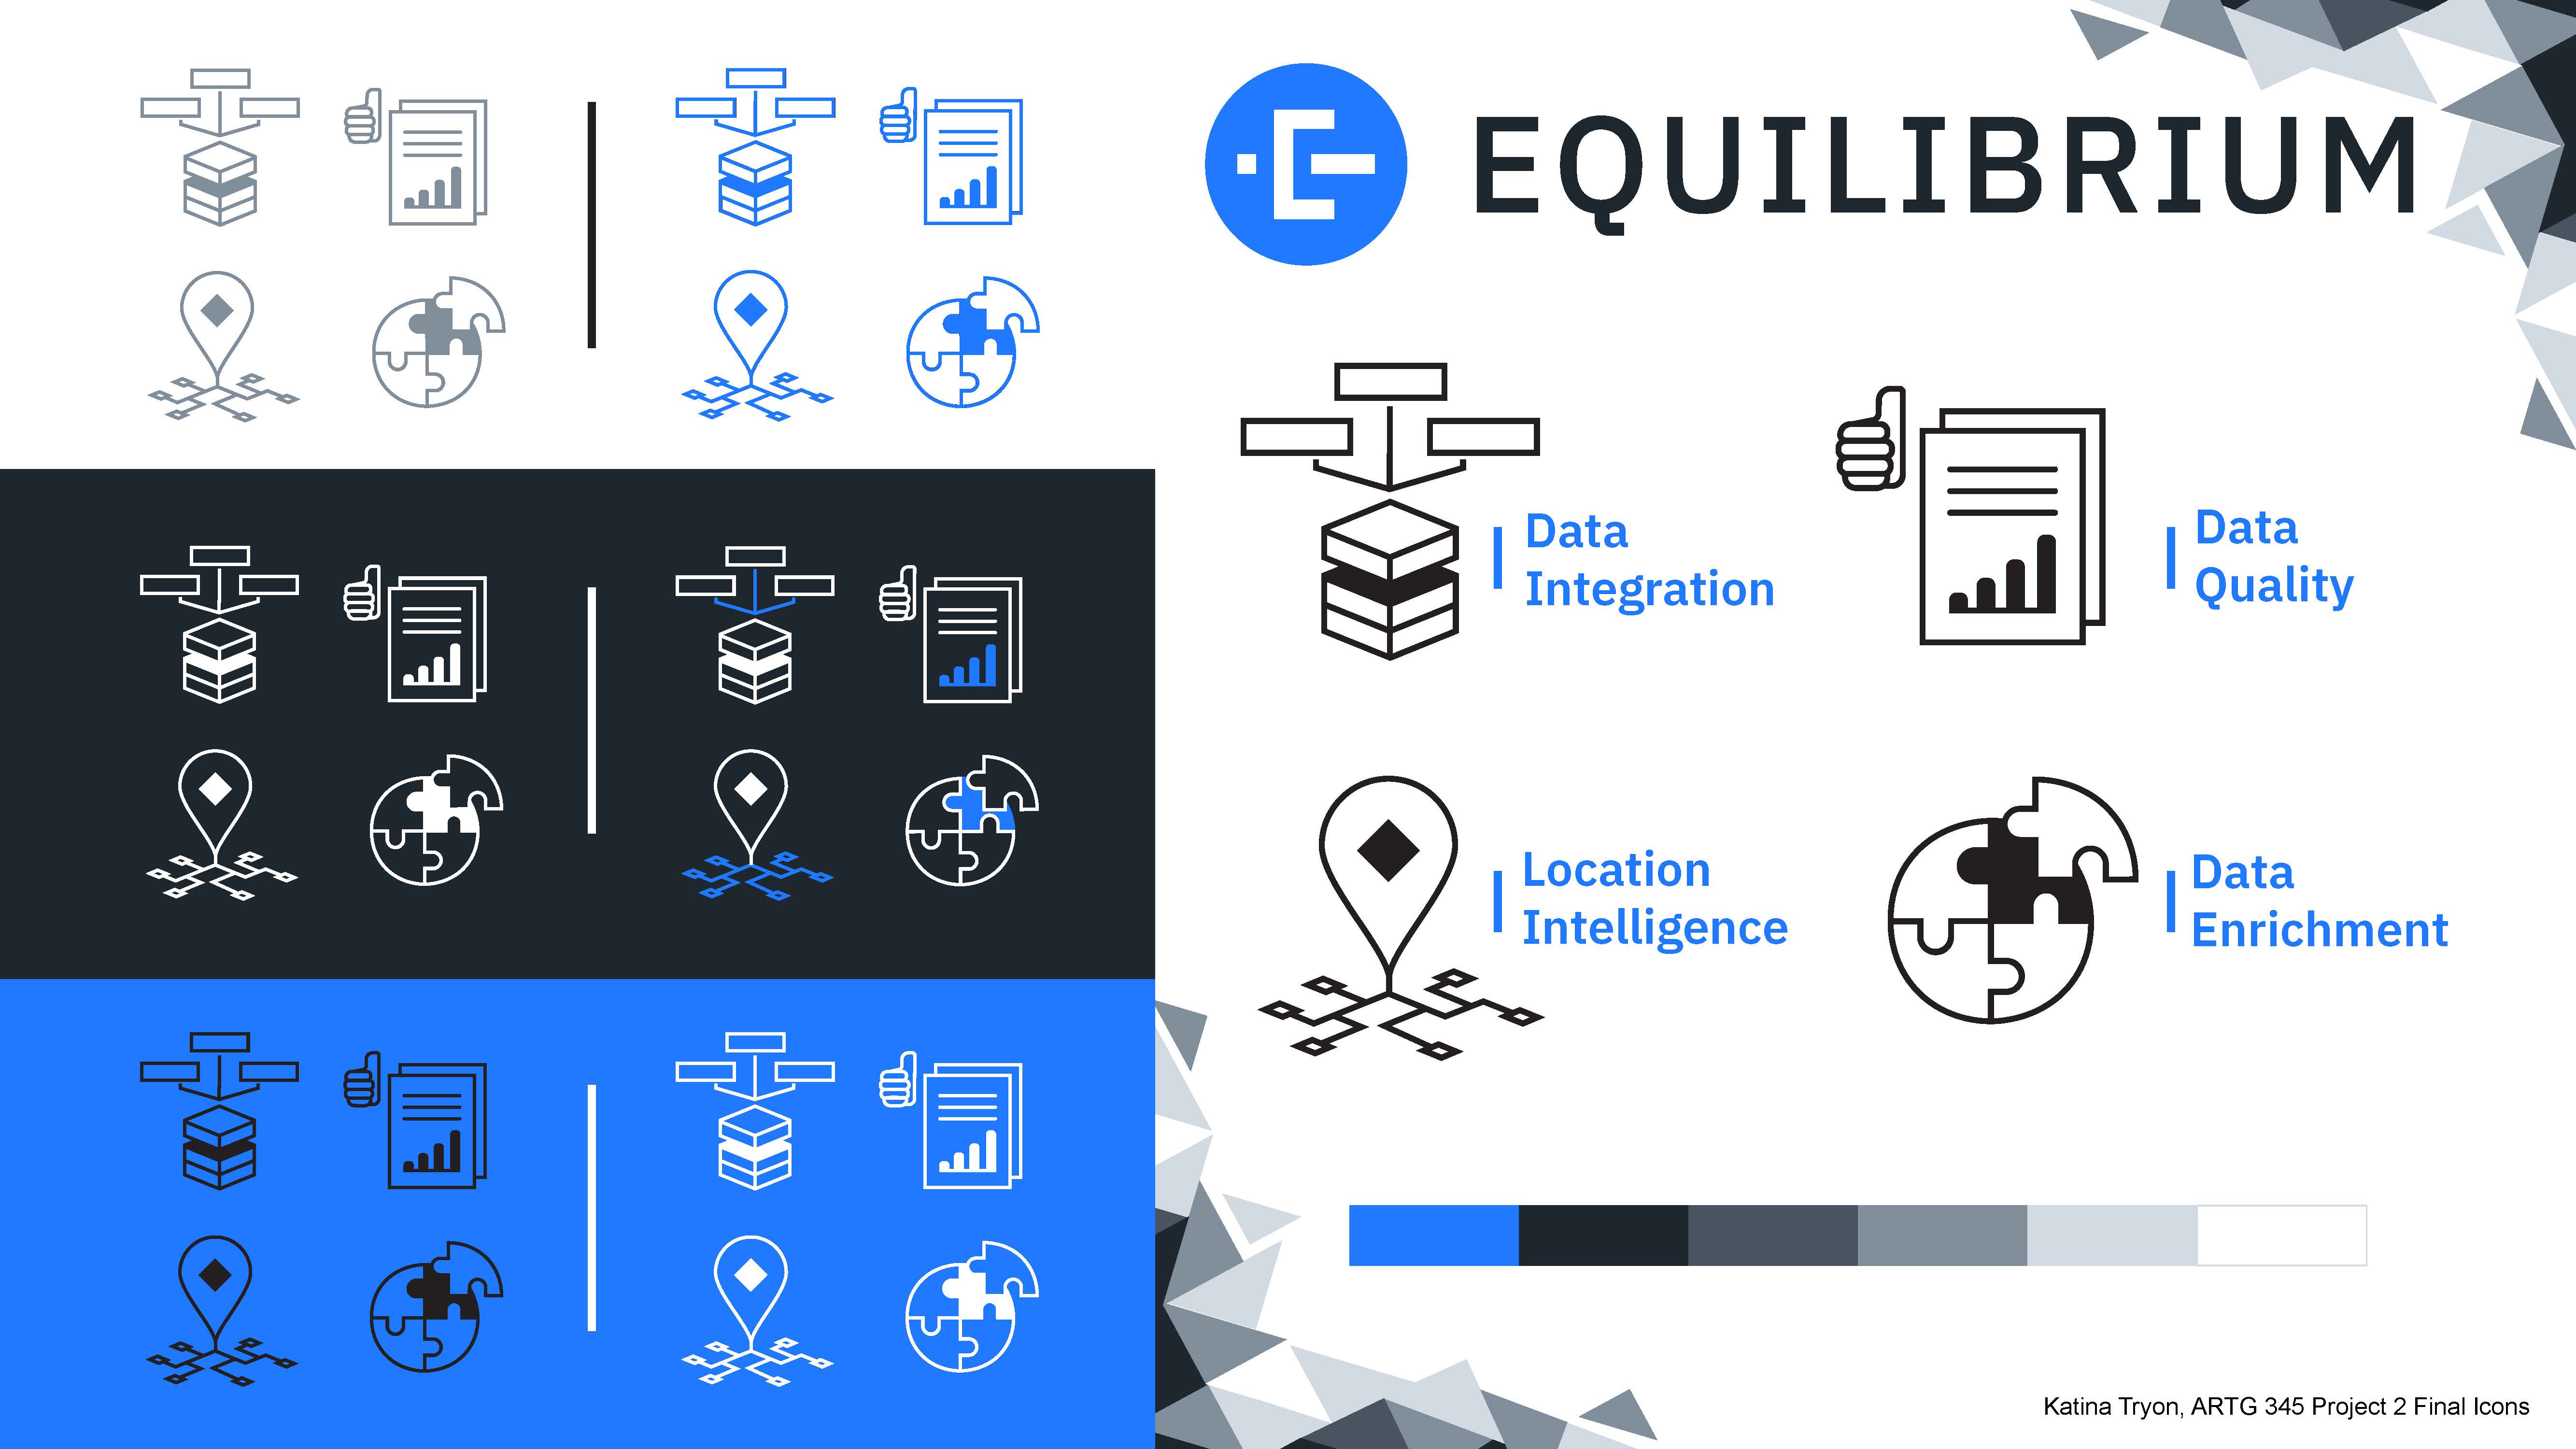 EQUILIBRIUM
Data
Integration
Data
Quality
Location
Intelligence
Data
Enrichment
Katina Tryon, ARTG 345 Project 2 Final Icons